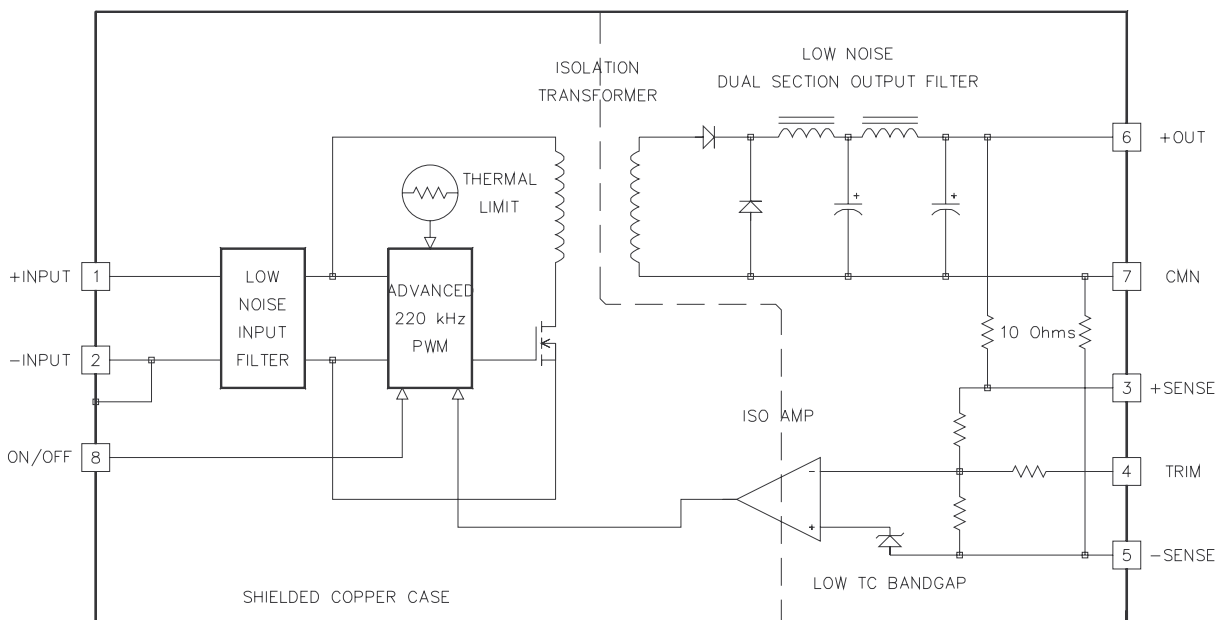 LOW NOISE
DUAL SECTION OUTPUT FILTER
ISOLATION
TRANSFORMER
6 +OUT
THERMAL
LIMIT
+INPUT 1
LOW
NOISE
INPUT
FILTER
ADVANCED
220 kHz
PWM
7 CMN
10 Ohms
-INPUT 2
3 +SENSE
ISO AMP
ON/OFF 8
4 TRIM
-
+
5 -SENSE
LOW TC BANDGAP
SHIELDED COPPER CASE
+
+